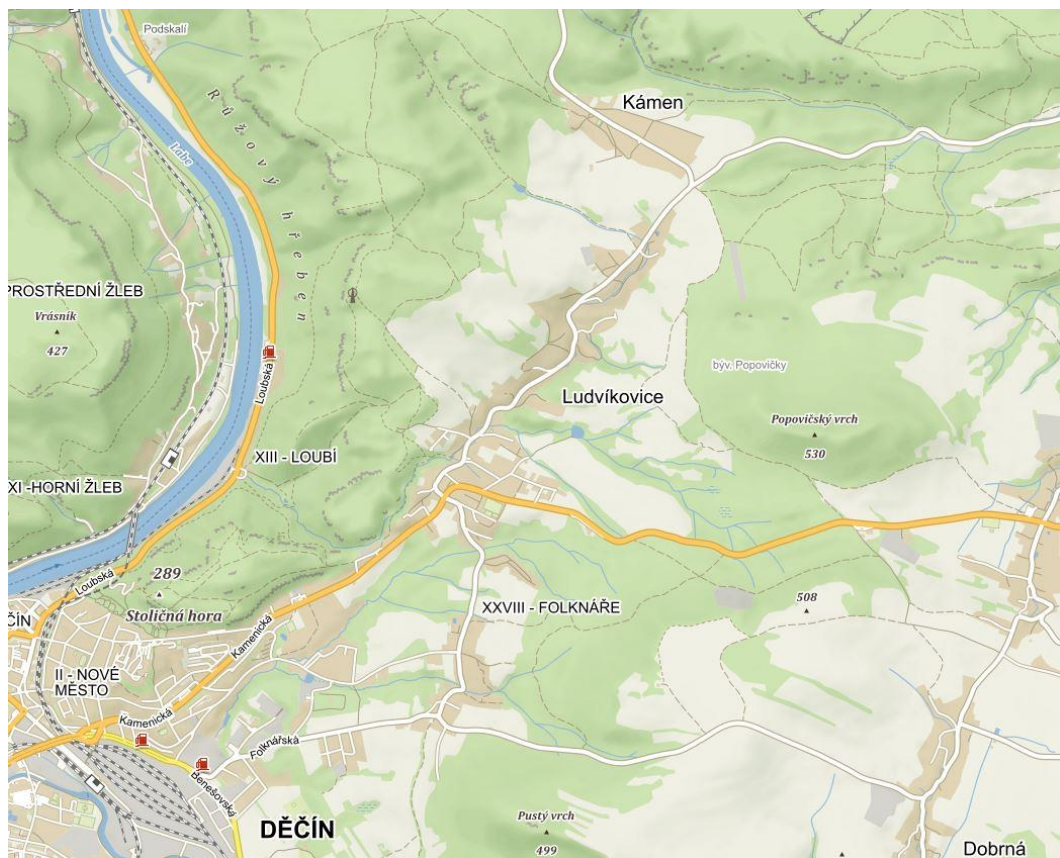 Podskalí
Kámen
Růžový hřeben
Labe
PROSTŘEDNÍ ŽLEB
Vrásník
427
Loubská
býv. Popovičky
Ludvíkovice
Popovičský vrch
530
XIII - LOUBÍ
XI -HORNÍ ŽLEB
Loubská
289
Stoličná hora
508
XXVIII - FOLKNÁŘE
ČÍN
Kamenická
II - NOVÉ
MĚSTO
Kamenická
Folknářská
Benešovská
DĚČÍN
Pustý vrch
499
Dobrná